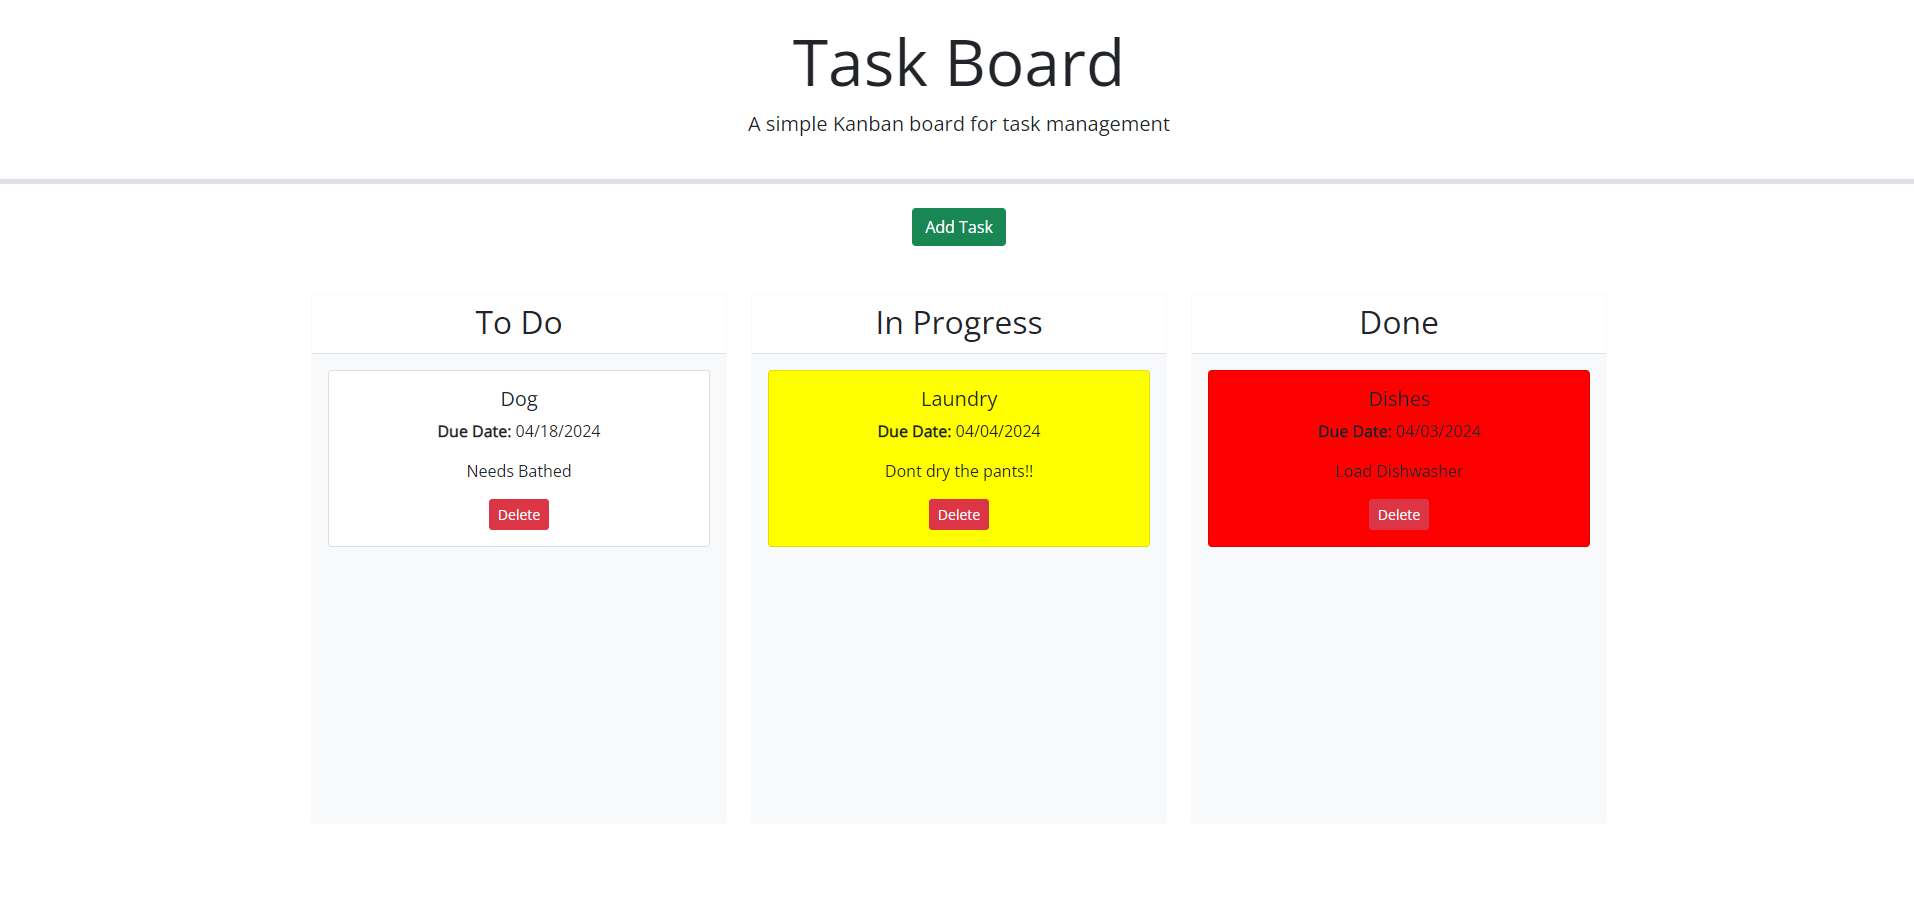 Task Board
A simple Kanban board for task management
Add Task
To Do
Dog
Due Date: 04/18/2024
Needs Bathed
Delete
In Progress
Laundry
Due Date: 04/04/2024
Dont dry the pants!!
Delete
Done
Dishes
Due Date: 04/03/2024
Load Dishwasher
Delete